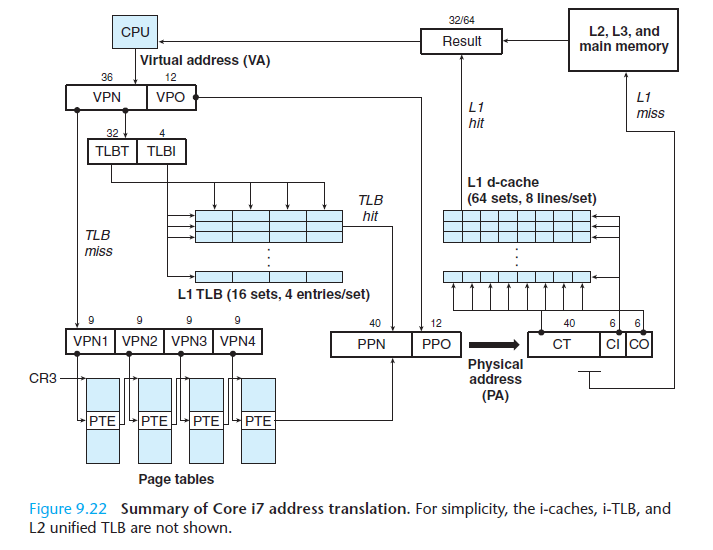 CPU
32/64
Result
L2, L3, and
main memory
Virtual address (VA)
36
12
VPN
VPO
L1
hit
L1
miss
32
4
TLBT
TLBI
TLB
hit
L1 d-cache
(64 sets, 8 lines/set)
TLB
miss
. . .
. . .
L1 TLB (16 sets, 4 entries/set)
9
9
9
9
40
12
40
6
6
VPN1
VPN2
VPN3
VPN4
PPN
PPO
CT
CI
CO
Physical
address
(PA)
CR3
PTE
PTE
PTE
PTE
Page tables
Figure 9.22 Summary of Core i7 address translation. For simplicity, the i-caches, i-TLB, and
L2 unified TLB are not shown.